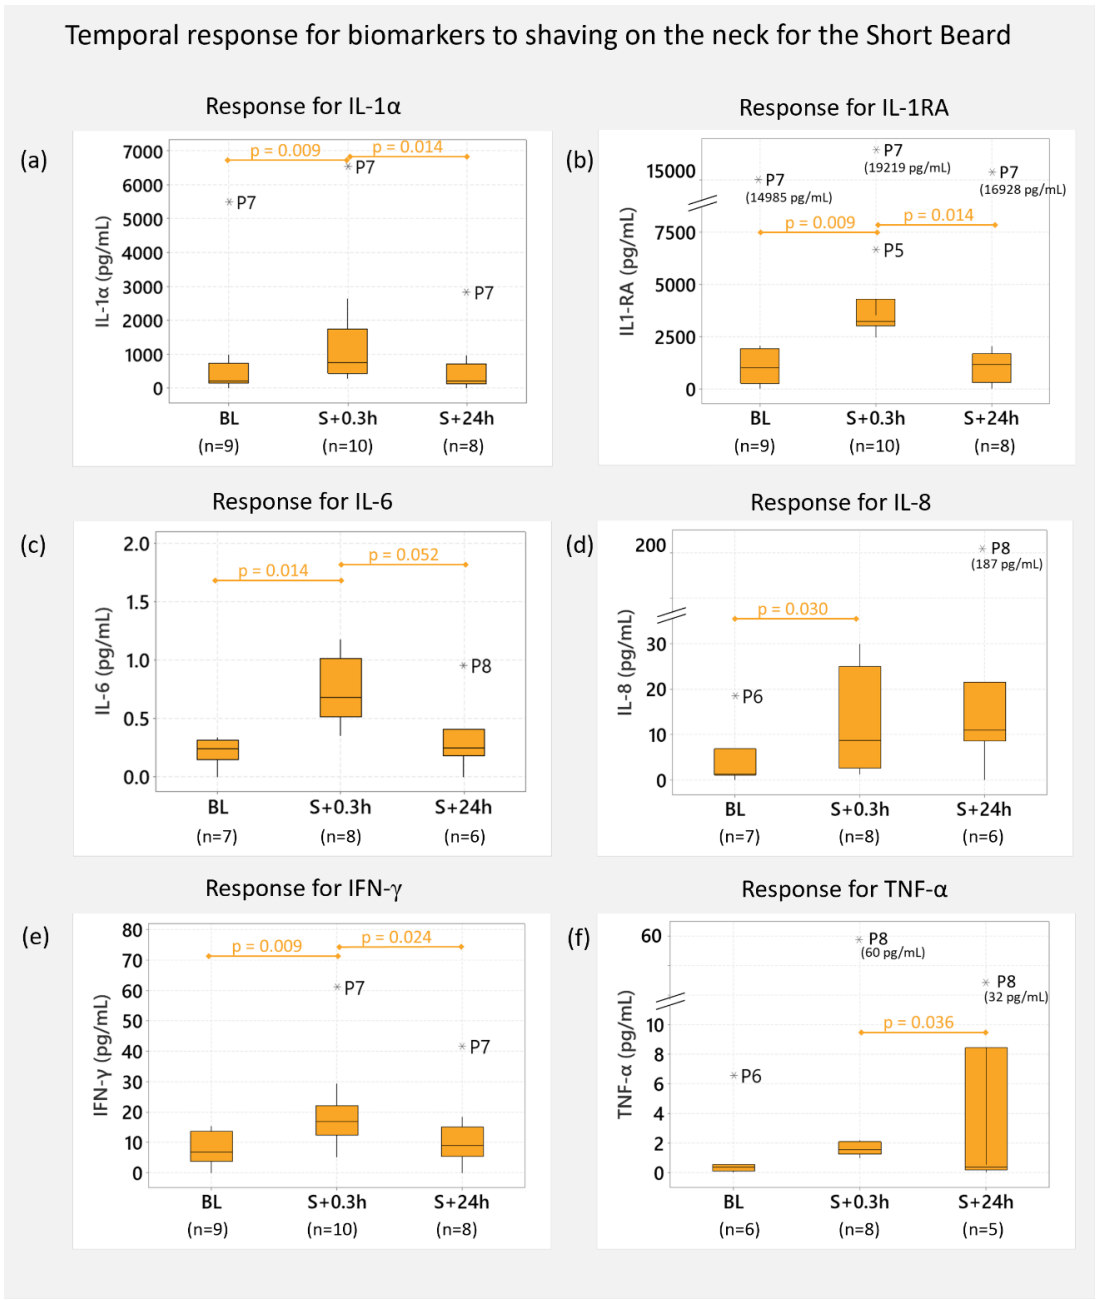 Temporal response for biomarkers to shaving on the neck for the Short Beard
Response for IL-1α
(a)
7000
6000
5000
4000
3000
2000
1000
0
IL-1α (pg/mL)
p = 0.009
p = 0.014
P7
P7
P7
BL
S+0.3h
S+24h
(n=9)
(n=10)
(n=8)
Response for IL-1RA
(b)
15000
7500
5000
2500
0
IL1-RA (pg/mL)
P7
(14985 pg/mL)
P7
(19219 pg/mL)
P7
(16928 pg/mL)
p = 0.009
p = 0.014
P5
BL
S+0.3h
S+24h
(n=9)
(n=10)
(n=8)
Response for IL-6
(c)
2.0
1.5
1.0
0.5
0.0
IL-6 (pg/mL)
p = 0.014
p = 0.052
P8
BL
S+0.3h
S+24h
(n=7)
(n=8)
(n=6)
Response for IL-8
(d)
200
30
20
10
0
IL-8 (pg/mL)
P8
(187 pg/mL)
p = 0.030
P6
BL
S+0.3h
S+24h
(n=7)
(n=8)
(n=6)
Response for IFN-γ
(e)
80
70
60
50
40
30
20
10
0
IFN-γ (pg/mL)
p = 0.009
p = 0.024
P7
P7
BL
S+0.3h
S+24h
(n=9)
(n=10)
(n=8)
Response for TNF-α
(f)
60
10
8
6
4
2
0
TNF-α (pg/mL)
P8
(60 pg/mL)
P8
(32 pg/mL)
p = 0.036
P6
BL
S+0.3h
S+24h
(n=6)
(n=8)
(n=5)